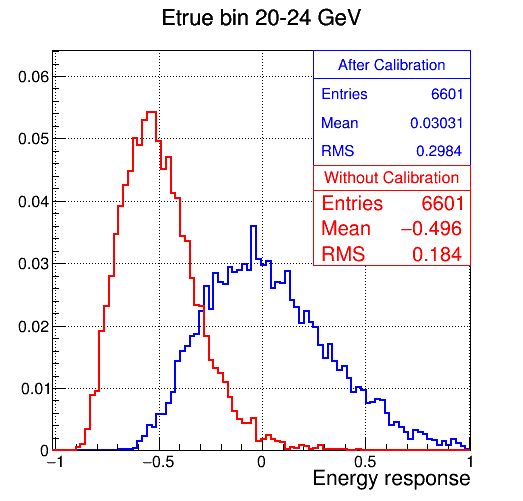 Etrue bin 20-24 GeV
After Calibration
Entries 6601
Mean 0.03031
RMS 0.2984
Without Calibration
Entries 6601
Mean −0.496
RMS 0.184
0.06
0.05
0.04
0.03
0.02
0.01
0
−1 −0.5 0 0.5 1
Energy response